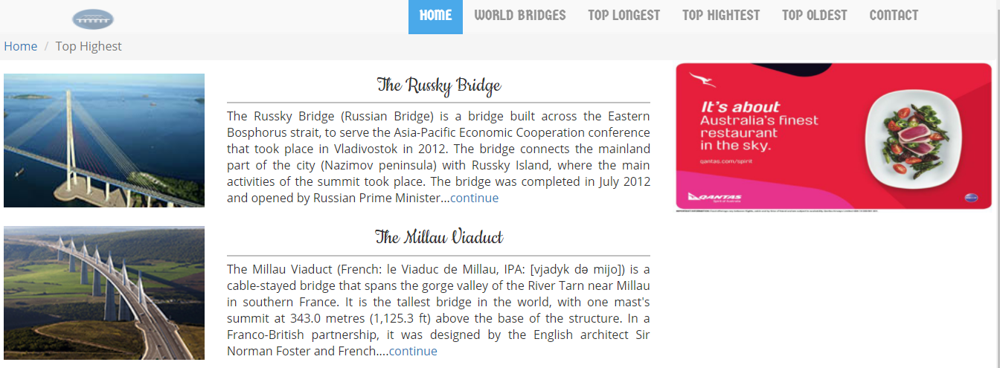 HOME WORLD BRIDGES TOP LONGEST TOP HIGHTEST TOP OLDEST CONTACT
Home / Top Highest
The Russky Bridge
The Russky Bridge (Russian Bridge) is a bridge built across the Eastern
Bosphorus strait, to serve the Asia-Pacific Economic Cooperation conference
that took place in Vladivostok in 2012. The bridge connects the mainland
part of the city (Nazimov peninsula) with Russky Island, where the main
activities of the summit took place. The bridge was completed in July 2012
and opened by Russian Prime Minister...continue
The Millau Viaduct
The Millau Viaduct (French: le Viaduc de Millau, IPA: [vjadyk də mijo]) is a
cable-stayed bridge that spans the gorge valley of the River Tarn near Millau
in southern France. It is the tallest bridge in the world, with one mast's
summit at 343.0 metres (1,125.3 ft) above the base of the structure. In a
Franco-British partnership, it was designed by the English architect Sir
Norman Foster and French....continue
It's about
Australia's finest
restaurant
in the sky.
qantas.com/spirit
QANTAS
Spirit of Australia